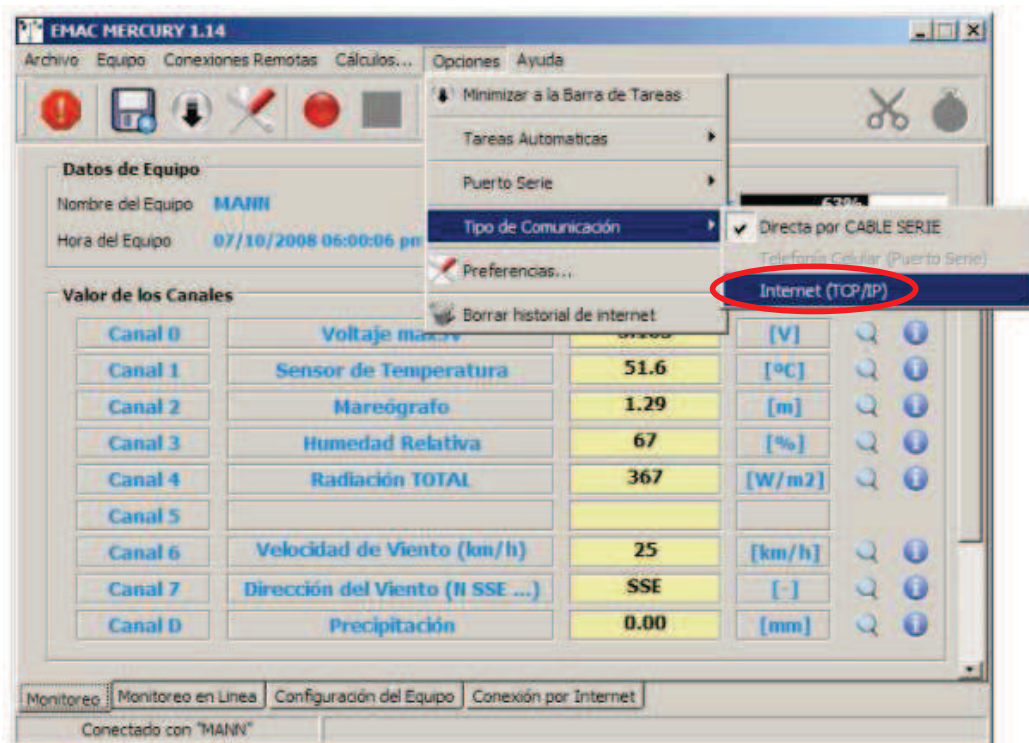 EMAC MERCURY 1.14
Archivo Equipo Conexiones Remotas Cálculos... Opciones Ayuda
Minimizar a la Barra de Tareas
Tareas Automaticas
Puerto Serie
Tipo de Comunicación
Preferencias...
Borrar historial de internet
Directa por CABLE SERIE
Telefonía Celular (Puerto Serie)
Internet (TCP/IP)
Datos de Equipo
Nombre del Equipo MANN
Hora del Equipo 07/10/2008 06:00:06 pm
63%
Valor de los Canales
Canal 0 Voltaje max5V [V]
Canal 1 Sensor de Temperatura 51.6 [ºC]
Canal 2 Mareógrafo 1.29 [m]
Canal 3 Humedad Relativa 67 [%]
Canal 4 Radiación TOTAL 367 [W/m2]
Canal 5
Canal 6 Velocidad de Viento (km/h) 25 [km/h]
Canal 7 Dirección del Viento (N SSE ...) SSE [-]
Canal D Precipitación 0.00 [mm]
Monitoreo Monitoreo en Linea Configuración del Equipo Conexión por Internet
Conectado con "MANN"